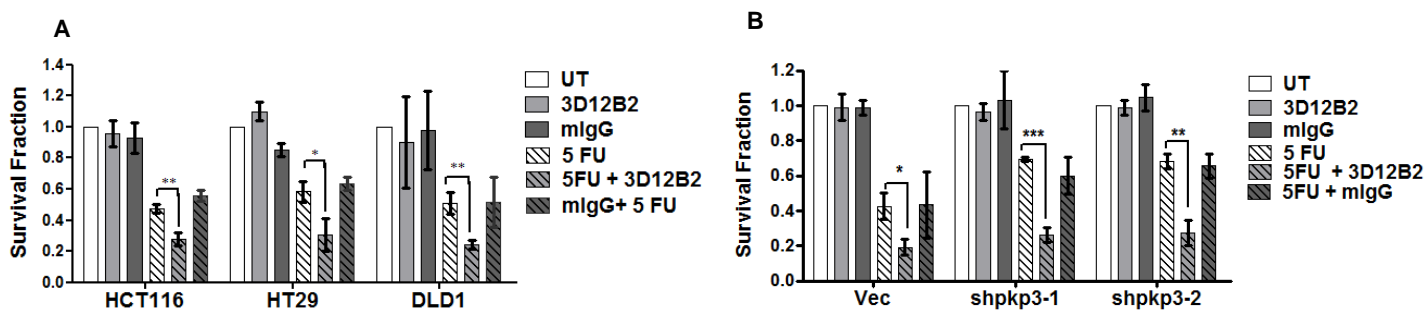 A
Survival Fraction
1.4
1.2
1.0
0.8
0.6
0.4
0.2
0.0
**
*
**
HCT116
HT29
DLD1
UT
3D12B2
mIgG
5 FU
5FU + 3D12B2
mIgG+ 5 FU
B
Survival Fraction
1.2
1.0
0.8
0.6
0.4
0.2
0.0
*
***
**
Vec
shpkp3-1
shpkp3-2
UT
3D12B2
mIgG
5 FU
5FU + 3D12B2
5FU + mIgG